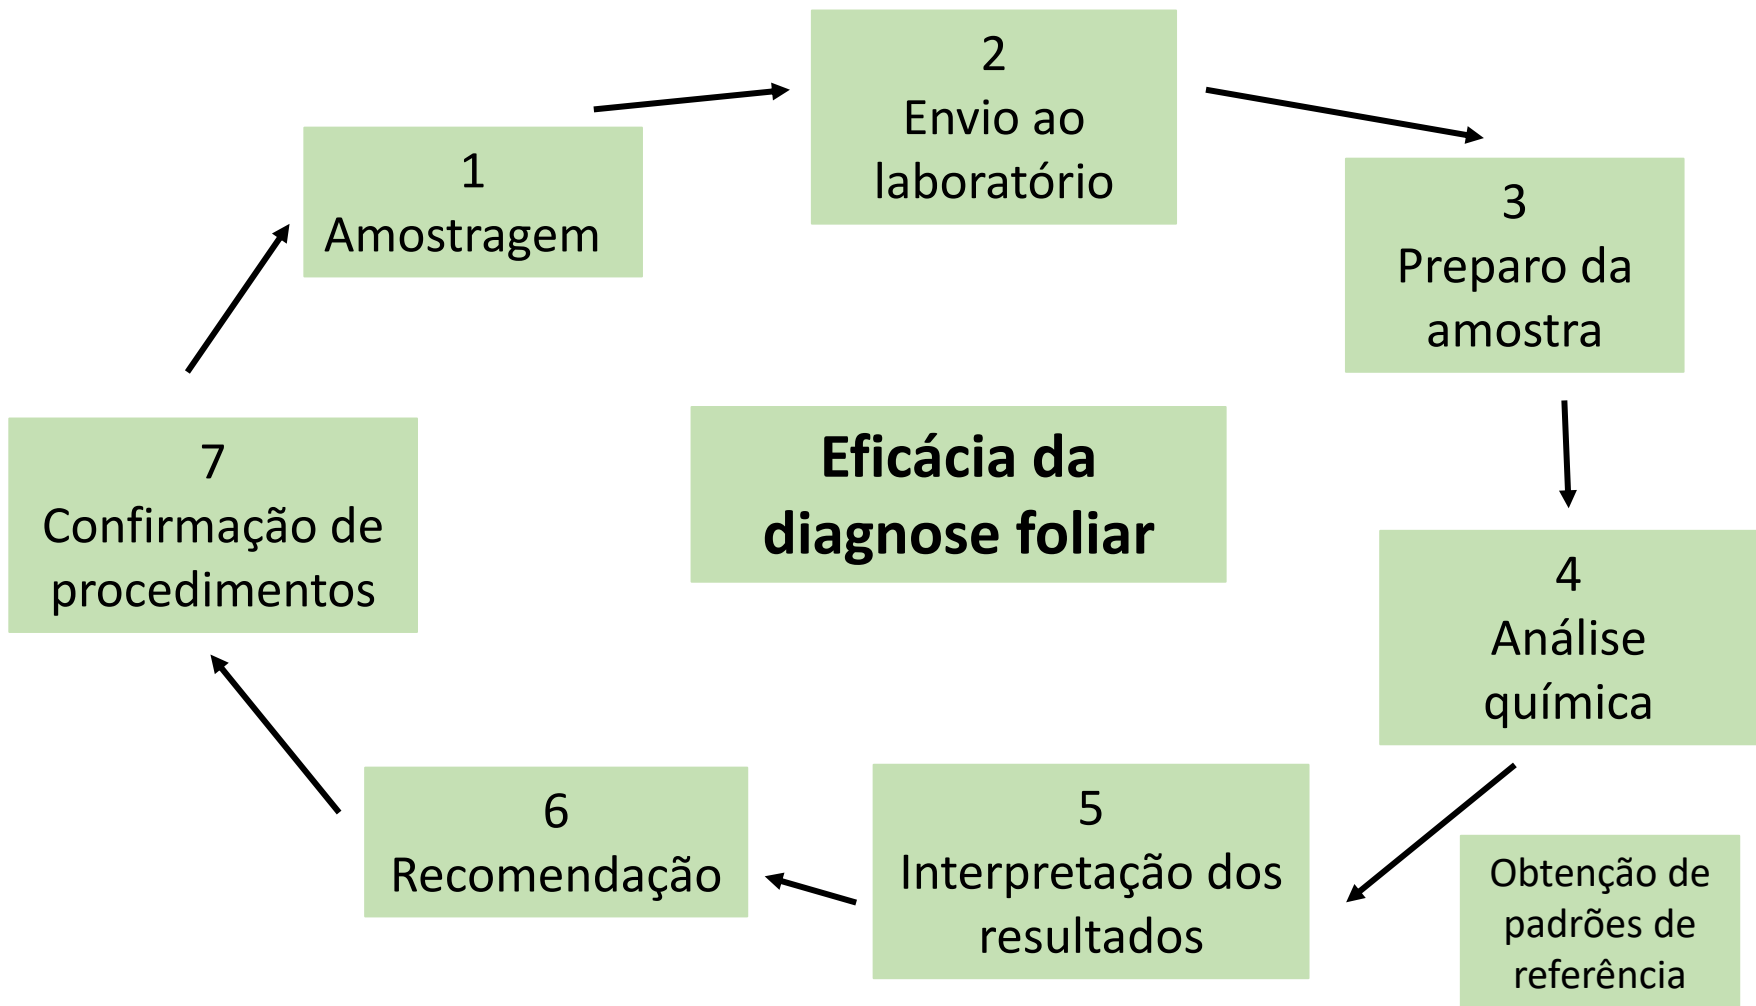 1
Amostragem
2
Envio ao
laboratório
3
Preparo da
amostra
4
Análise
química
Obtenção de
padrões de
referência
5
Interpretação dos
resultados
6
Recomendação
7
Confirmação de
procedimentos
Eficácia da
diagnose foliar